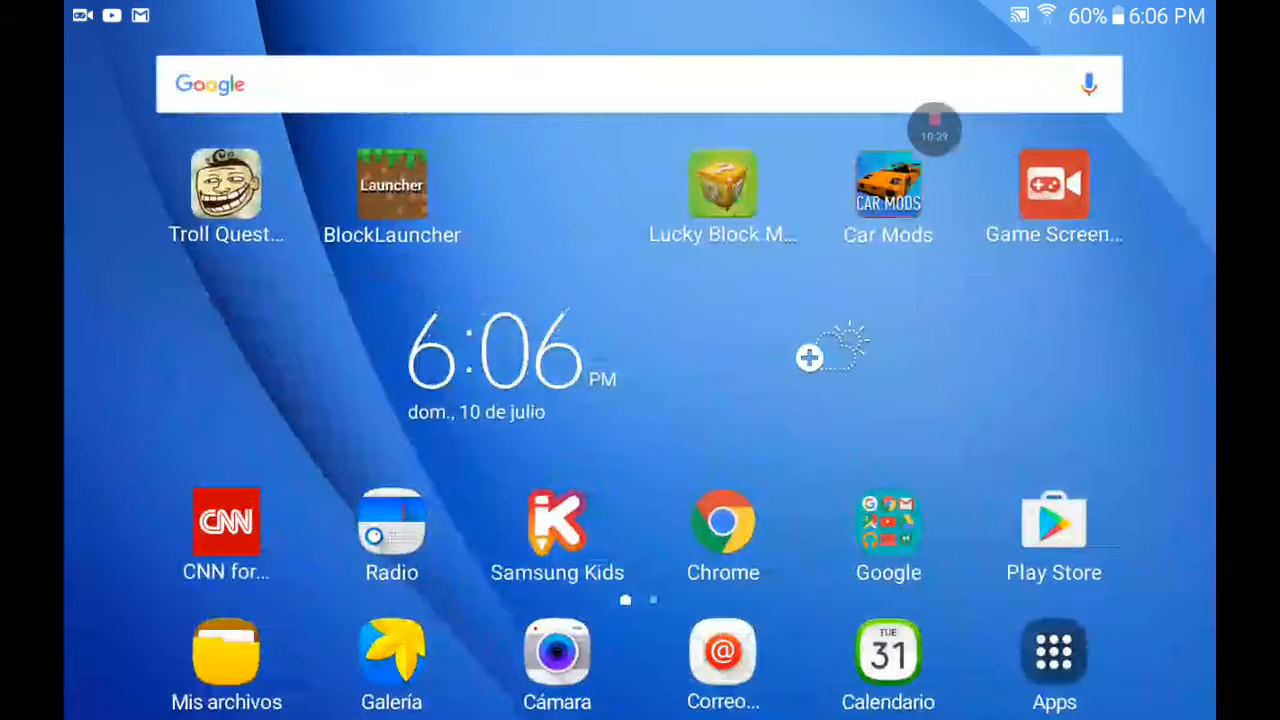 60% 6:06 PM
Google
10:39
Launcher
CAR MODS
Troll Quest...
BlockLauncher
Lucky Block M...
Car Mods
Game Screen...
6:06 PM
dom., 10 de julio
CNN
CNN for...
Radio
Samsung Kids
Chrome
Google
Play Store
TUE
31
Mis archivos
Galería
Cámara
Correo...
Calendario
Apps